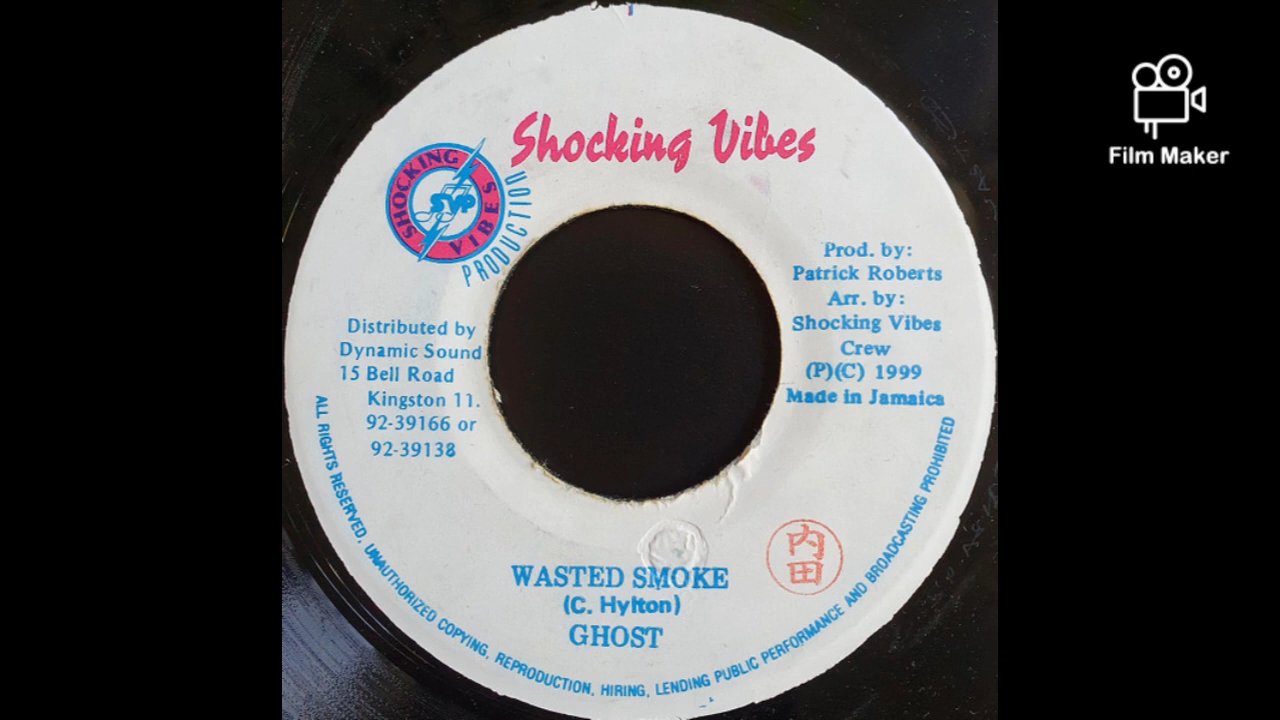 Shocking Vibes
SHOCKING VIBES
SVP
PRODUCTION
Prod. by:
Patrick Roberts
Arr. by:
Shocking Vibes
Crew
(P)(C) 1999
Made in Jamaica
Distributed by
Dynamic Sound
15 Bell Road
Kingston 11.
92-39166 or
92-39138
WASTED SMOKE
(C. Hylton)
GHOST
内田
ALL RIGHTS RESERVED, UNAUTHORIZED COPYING, REPRODUCTION, HIRING, LENDING PUBLIC PERFORMANCE AND BROADCASTING PROHIBITED
Film Maker